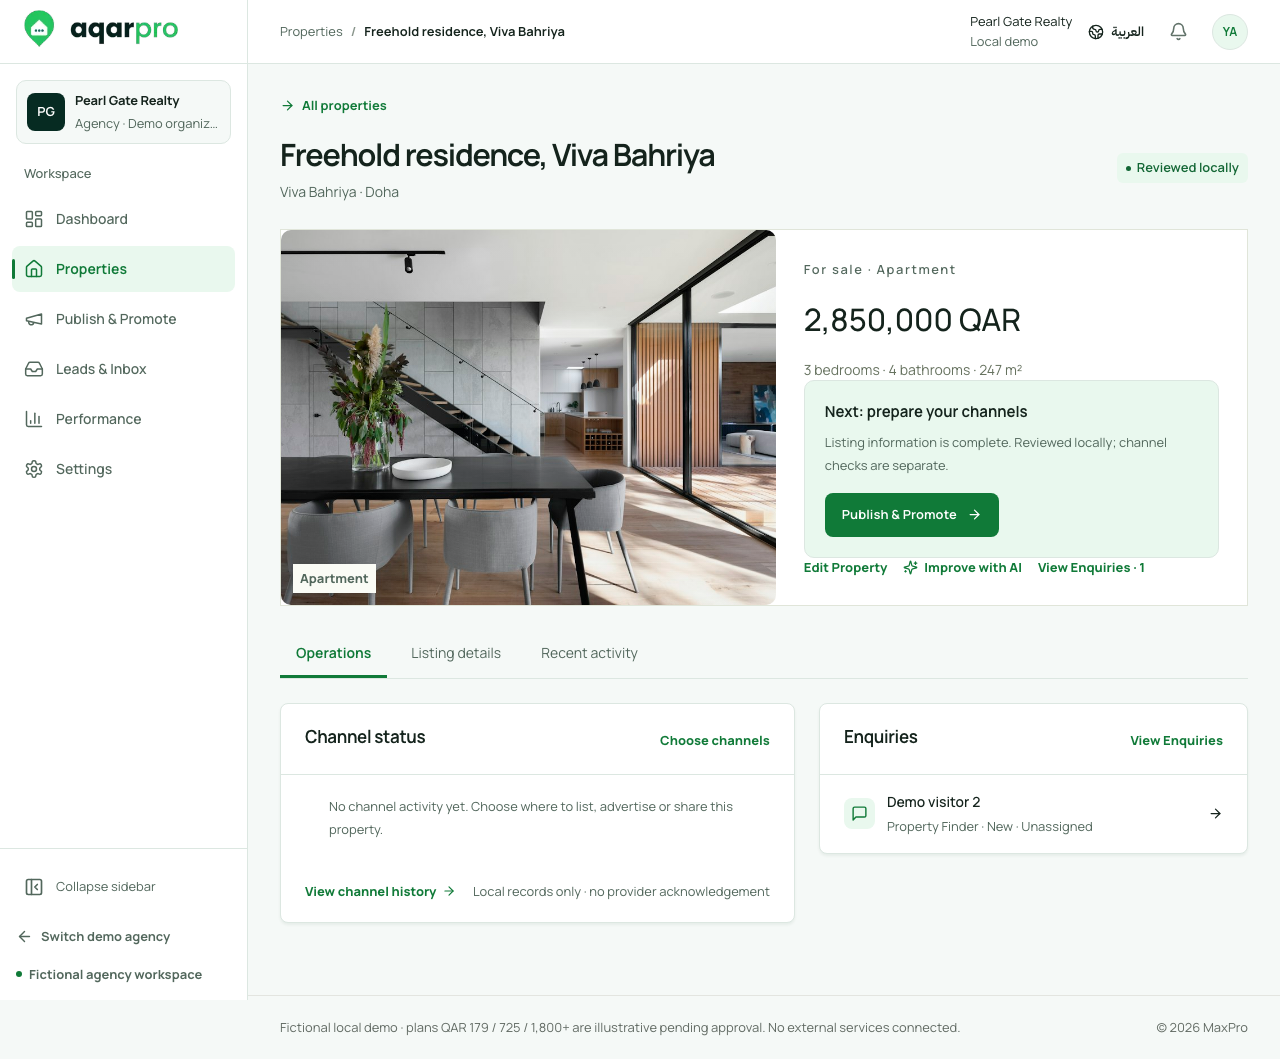 aqarpro
Properties / Freehold residence, Viva Bahriya
Pearl Gate Realty
Local demo
العربية
YA
PG
Pearl Gate Realty
Agency · Demo organiz...
Workspace
Dashboard
Properties
Publish & Promote
Leads & Inbox
Performance
Settings
Collapse sidebar
Switch demo agency
Fictional agency workspace
All properties
Freehold residence, Viva Bahriya
Viva Bahriya · Doha
Reviewed locally
Apartment
For sale · Apartment
2,850,000 QAR
3 bedrooms · 4 bathrooms · 247 m²
Next: prepare your channels
Listing information is complete. Reviewed locally; channel
checks are separate.
Publish & Promote
Edit Property Improve with AI View Enquiries · 1
Operations Listing details Recent activity
Channel status
Choose channels
No channel activity yet. Choose where to list, advertise or share this
property.
View channel history Local records only · no provider acknowledgement
Enquiries
View Enquiries
Demo visitor 2
Property Finder · New · Unassigned
Fictional local demo · plans QAR 179 / 725 / 1,800+ are illustrative pending approval. No external services connected.
© 2026 MaxPro